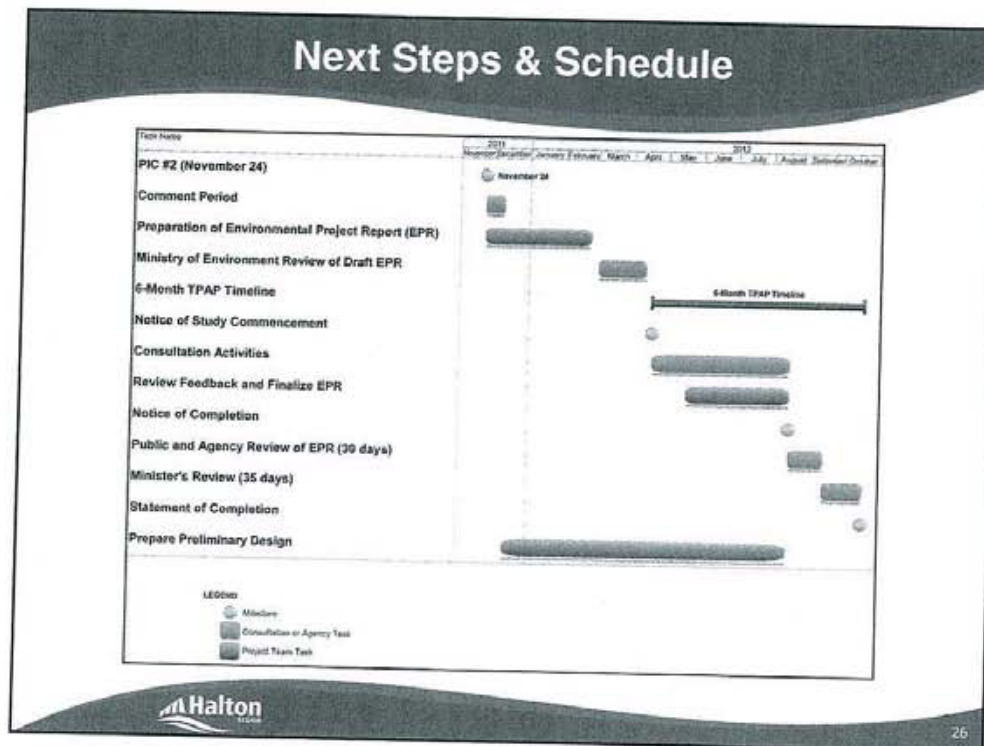 Next Steps & Schedule
Task Name
2011 2012
November December January February March April May June July August September October
PIC #2 (November 24)
November 24
Comment Period
Preparation of Environmental Project Report (EPR)
Ministry of Environment Review of Draft EPR
6-Month TPAP Timeline
6-Month TPAP Timeline
Notice of Study Commencement
Consultation Activities
Review Feedback and Finalize EPR
Notice of Completion
Public and Agency Review of EPR (30 days)
Minister's Review (35 days)
Statement of Completion
Prepare Preliminary Design
LEGEND
Milestone
Consultation or Agency Task
Project Team Task
Halton
REGION
26